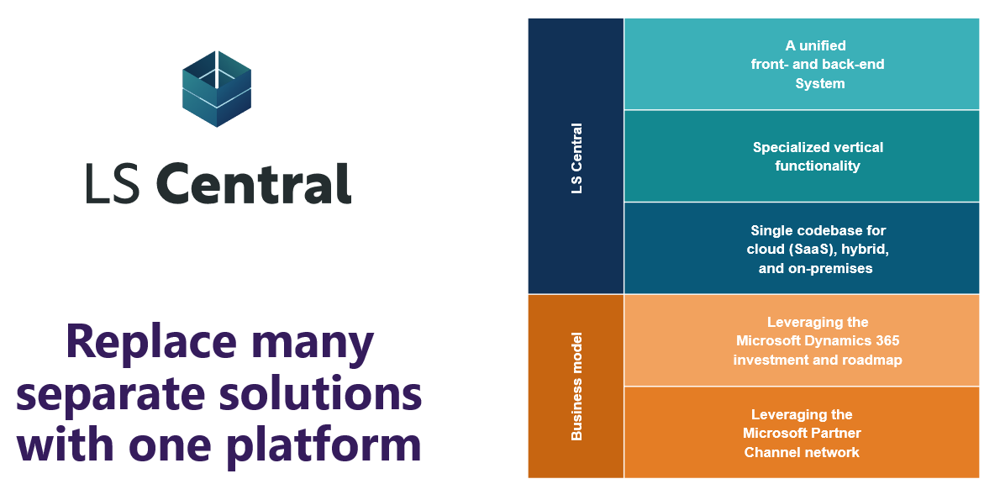 LS Central
Replace many
separate solutions
with one platform
LS Central
A unified
front- and back-end
System
Specialized vertical
functionality
Single codebase for
cloud (SaaS), hybrid,
and on-premises
Business model
Leveraging the
Microsoft Dynamics 365
investment and roadmap
Leveraging the
Microsoft Partner
Channel network